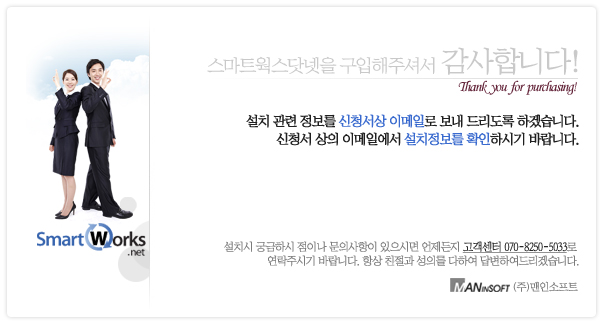 스마트웍스닷넷을 구입해주셔서 감사합니다!
Thank you for purchasing!
설치 관련 정보를 신청서상 이메일로 보내 드리도록 하겠습니다.
신청서 상의 이메일에서 설치정보를 확인하시기 바랍니다.
SmartWorks
.net
설치시 궁금하시 점이나 문의사항이 있으시면 언제든지 고객센터 070-8250-5033로
연락주시기 바랍니다. 항상 친절과 성의를 다하여 답변하여드리겠습니다.
MANINSOFT (주)맨인소프트